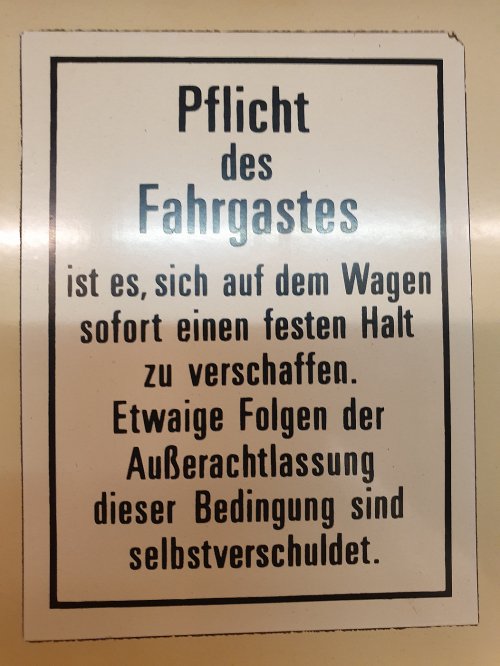 Pflicht
des
Fahrgastes
ist es, sich auf dem Wagen
sofort einen festen Halt
zu verschaffen.
Etwaige Folgen der
Außerachtlassung
dieser Bedingung sind
selbstverschuldet.